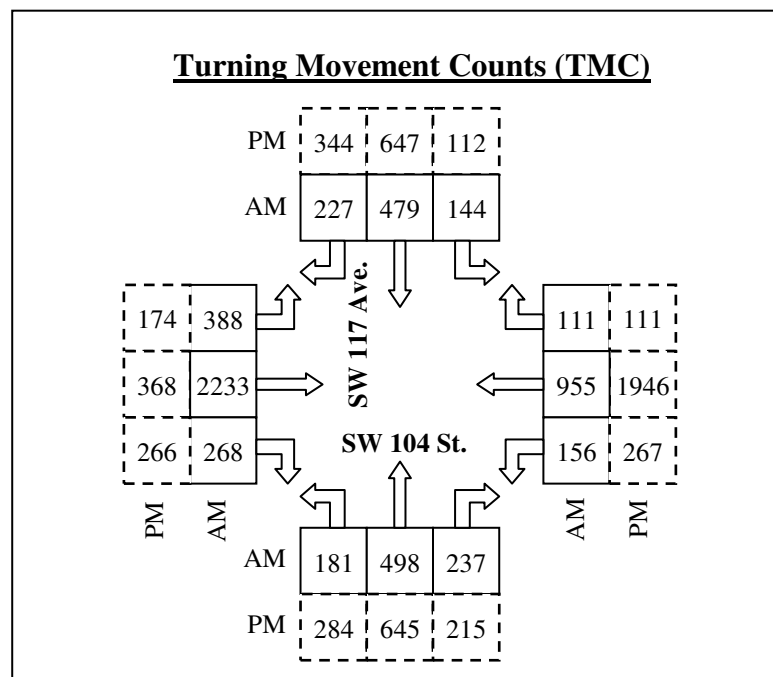 Turning Movement Counts (TMC)
PM 344 647 112
AM 227 479 144
SW 117 Ave.
174 388 111 111
368 2233 955 1946
SW 104 St.
266 268 156 267
PM AM AM PM
AM 181 498 237
PM 284 645 215